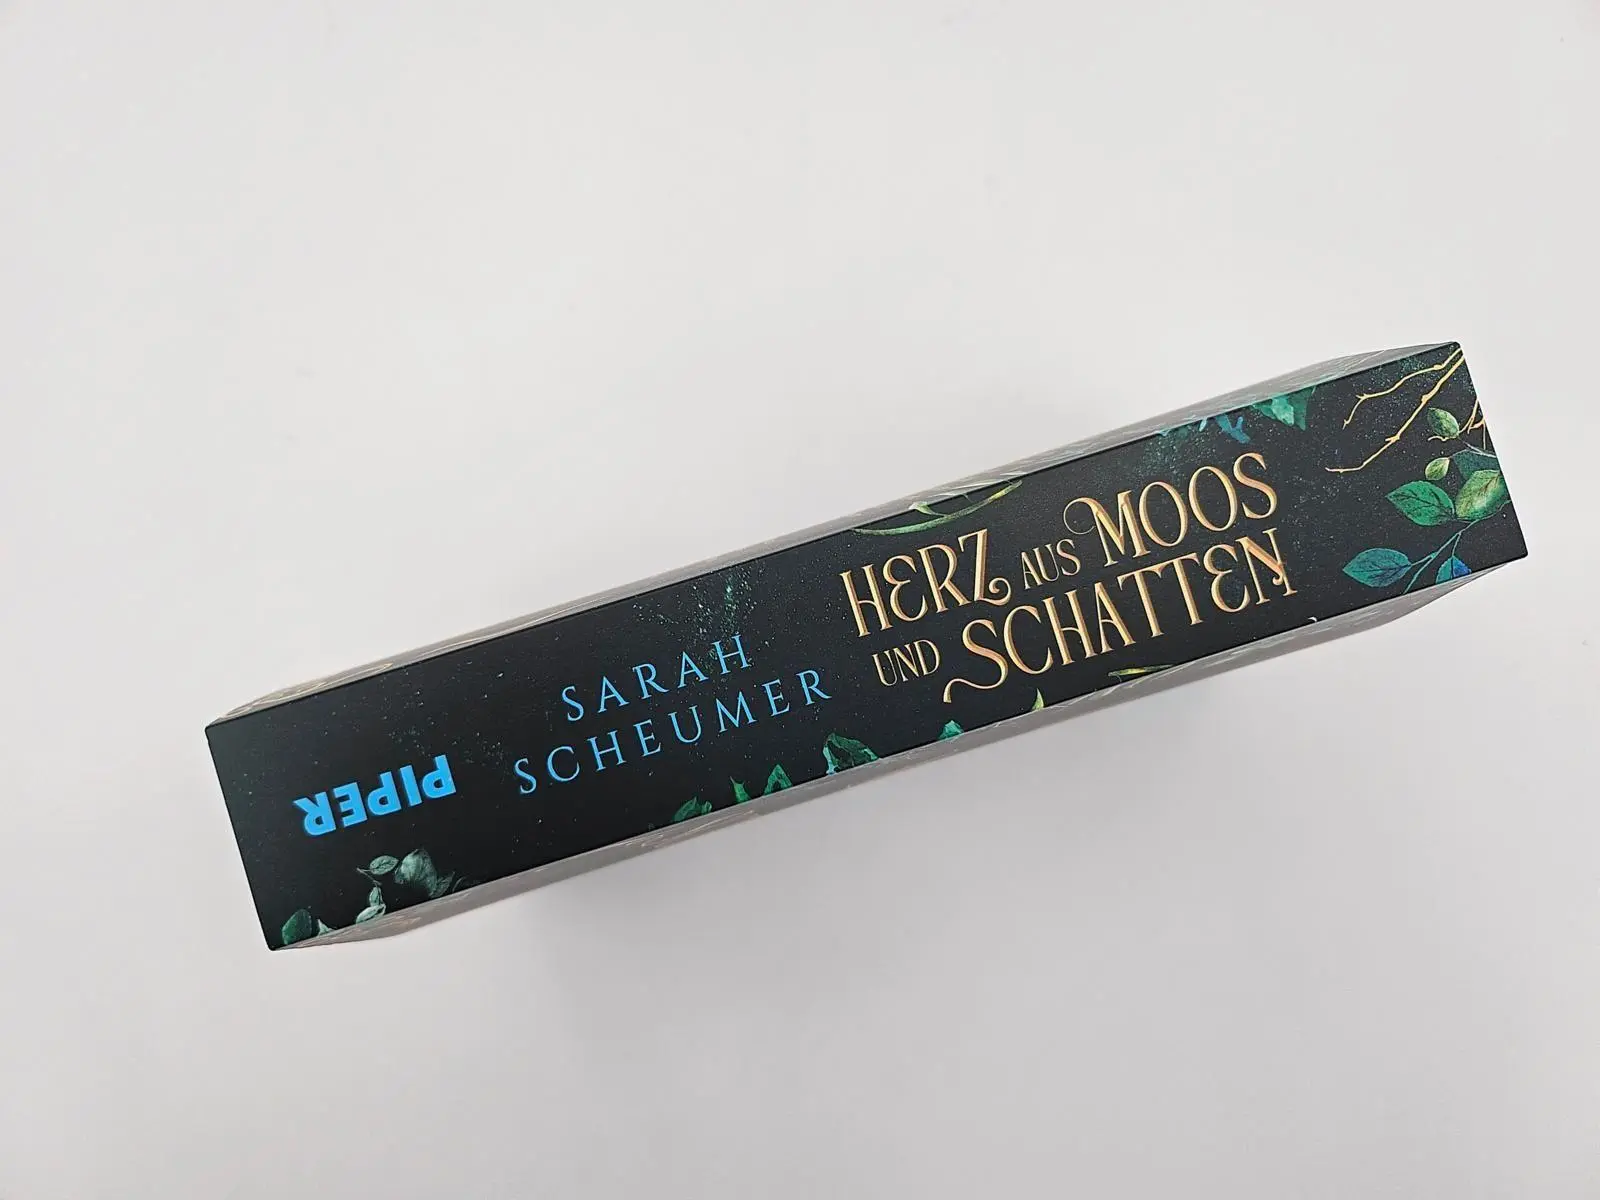 HERZ AUS MOOS
UND SCHATTEN
SARAH
SCHEUMER
PIPER